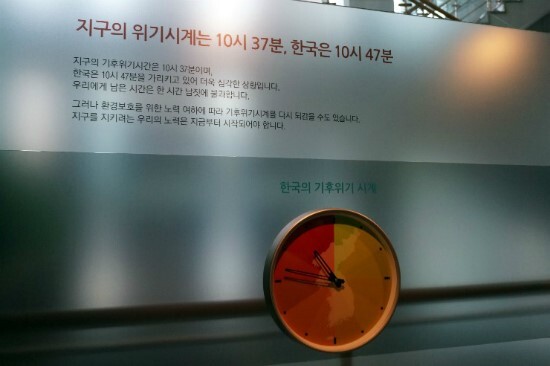 지구의 위기시계는 10시 37분, 한국은 10시 47분
지구의 기후위기시간은 10시 37분이며,
한국은 10시 47분을 가리키고 있어 더욱 심각한 상황입니다.
우리에게 남은 시간은 한 시간 남짓에 불과합니다.
그러나 환경보호를 위한 노력 여하에 따라 기후위기시계를 다시 되돌릴 수도 있습니다.
지구를 지키려는 우리의 노력은 지금부터 시작되어야 합니다.
한국의 기후위기 시계